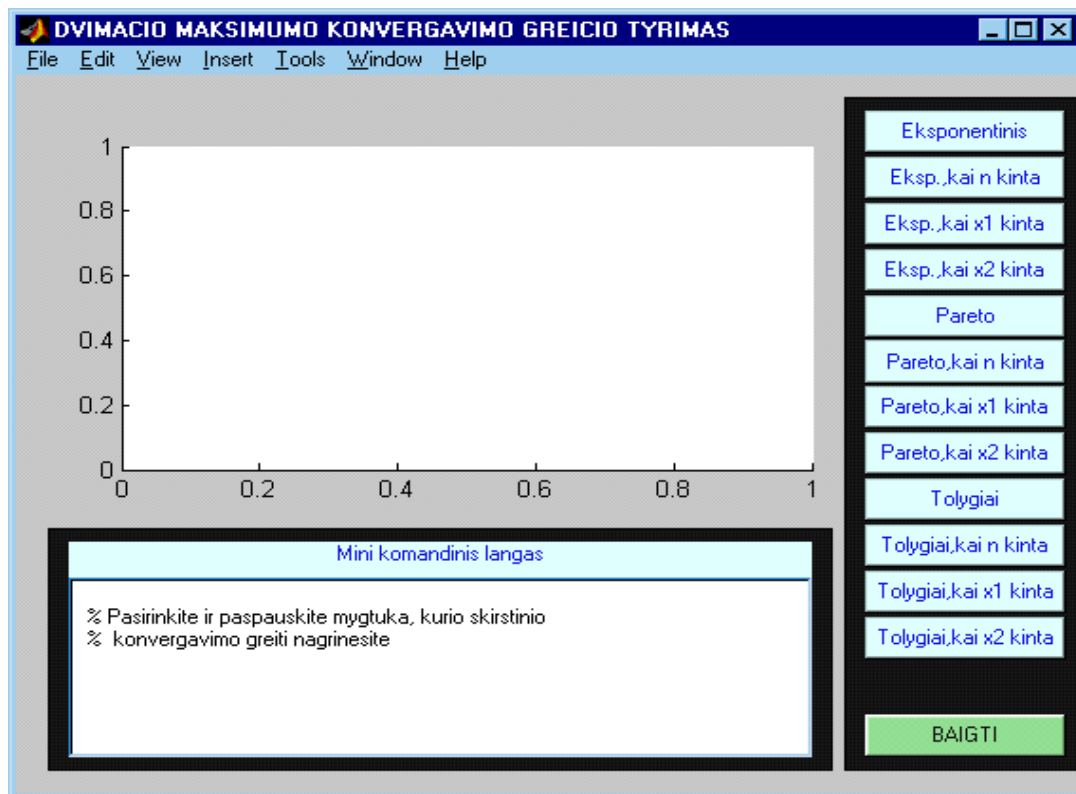 DVIMACIO MAKSIMUMO KONVERGAVIMO GREICIO TYRIMAS
File Edit View Insert Tools Window Help
1
0.8
0.6
0.4
0.2
0
0 0.2 0.4 0.6 0.8 1
Mini komandinis langas
% Pasirinkite ir paspauskite mygtuka, kurio skirstinio
% konvergavimo greiti nagrinesite
Eksponentinis
Eksp.,kai n kinta
Eksp.,kai x1 kinta
Eksp.,kai x2 kinta
Pareto
Pareto,kai n kinta
Pareto,kai x1 kinta
Pareto,kai x2 kinta
Tolygiai
Tolygiai,kai n kinta
Tolygiai,kai x1 kinta
Tolygiai,kai x2 kinta
BAIGTI